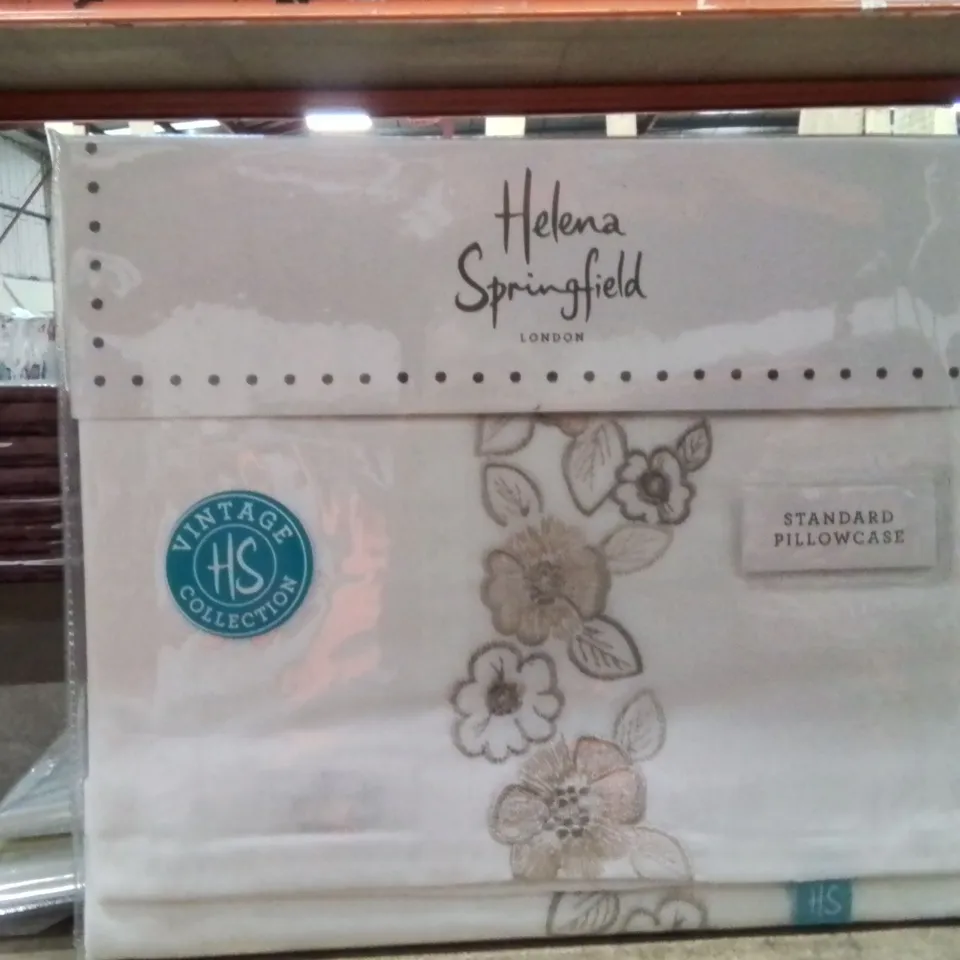 Helena
Springfield
LONDON
VINTAGE
HS
COLLECTION
STANDARD
PILLOWCASE
HS